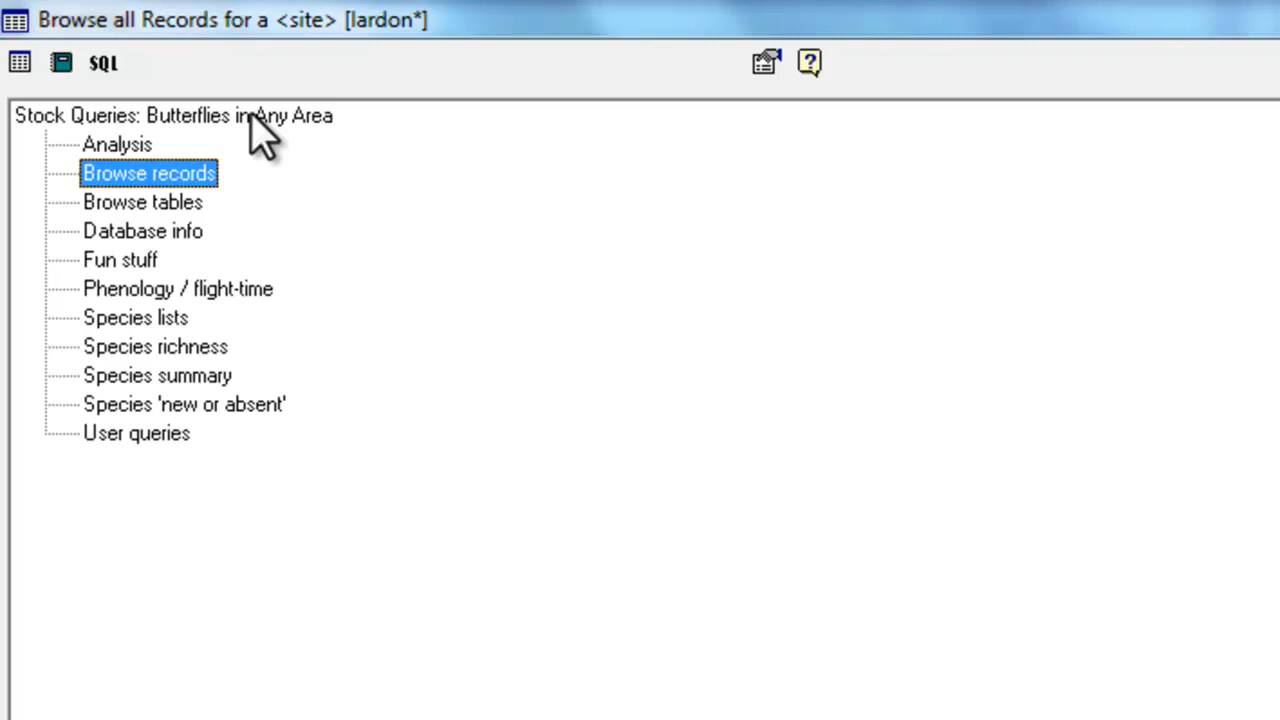 Browse all Records for a <site> [lardon*]
SQL
Stock Queries: Butterflies in Any Area
Analysis
Browse records
Browse tables
Database info
Fun stuff
Phenology / flight-time
Species lists
Species richness
Species summary
Species 'new or absent'
User queries